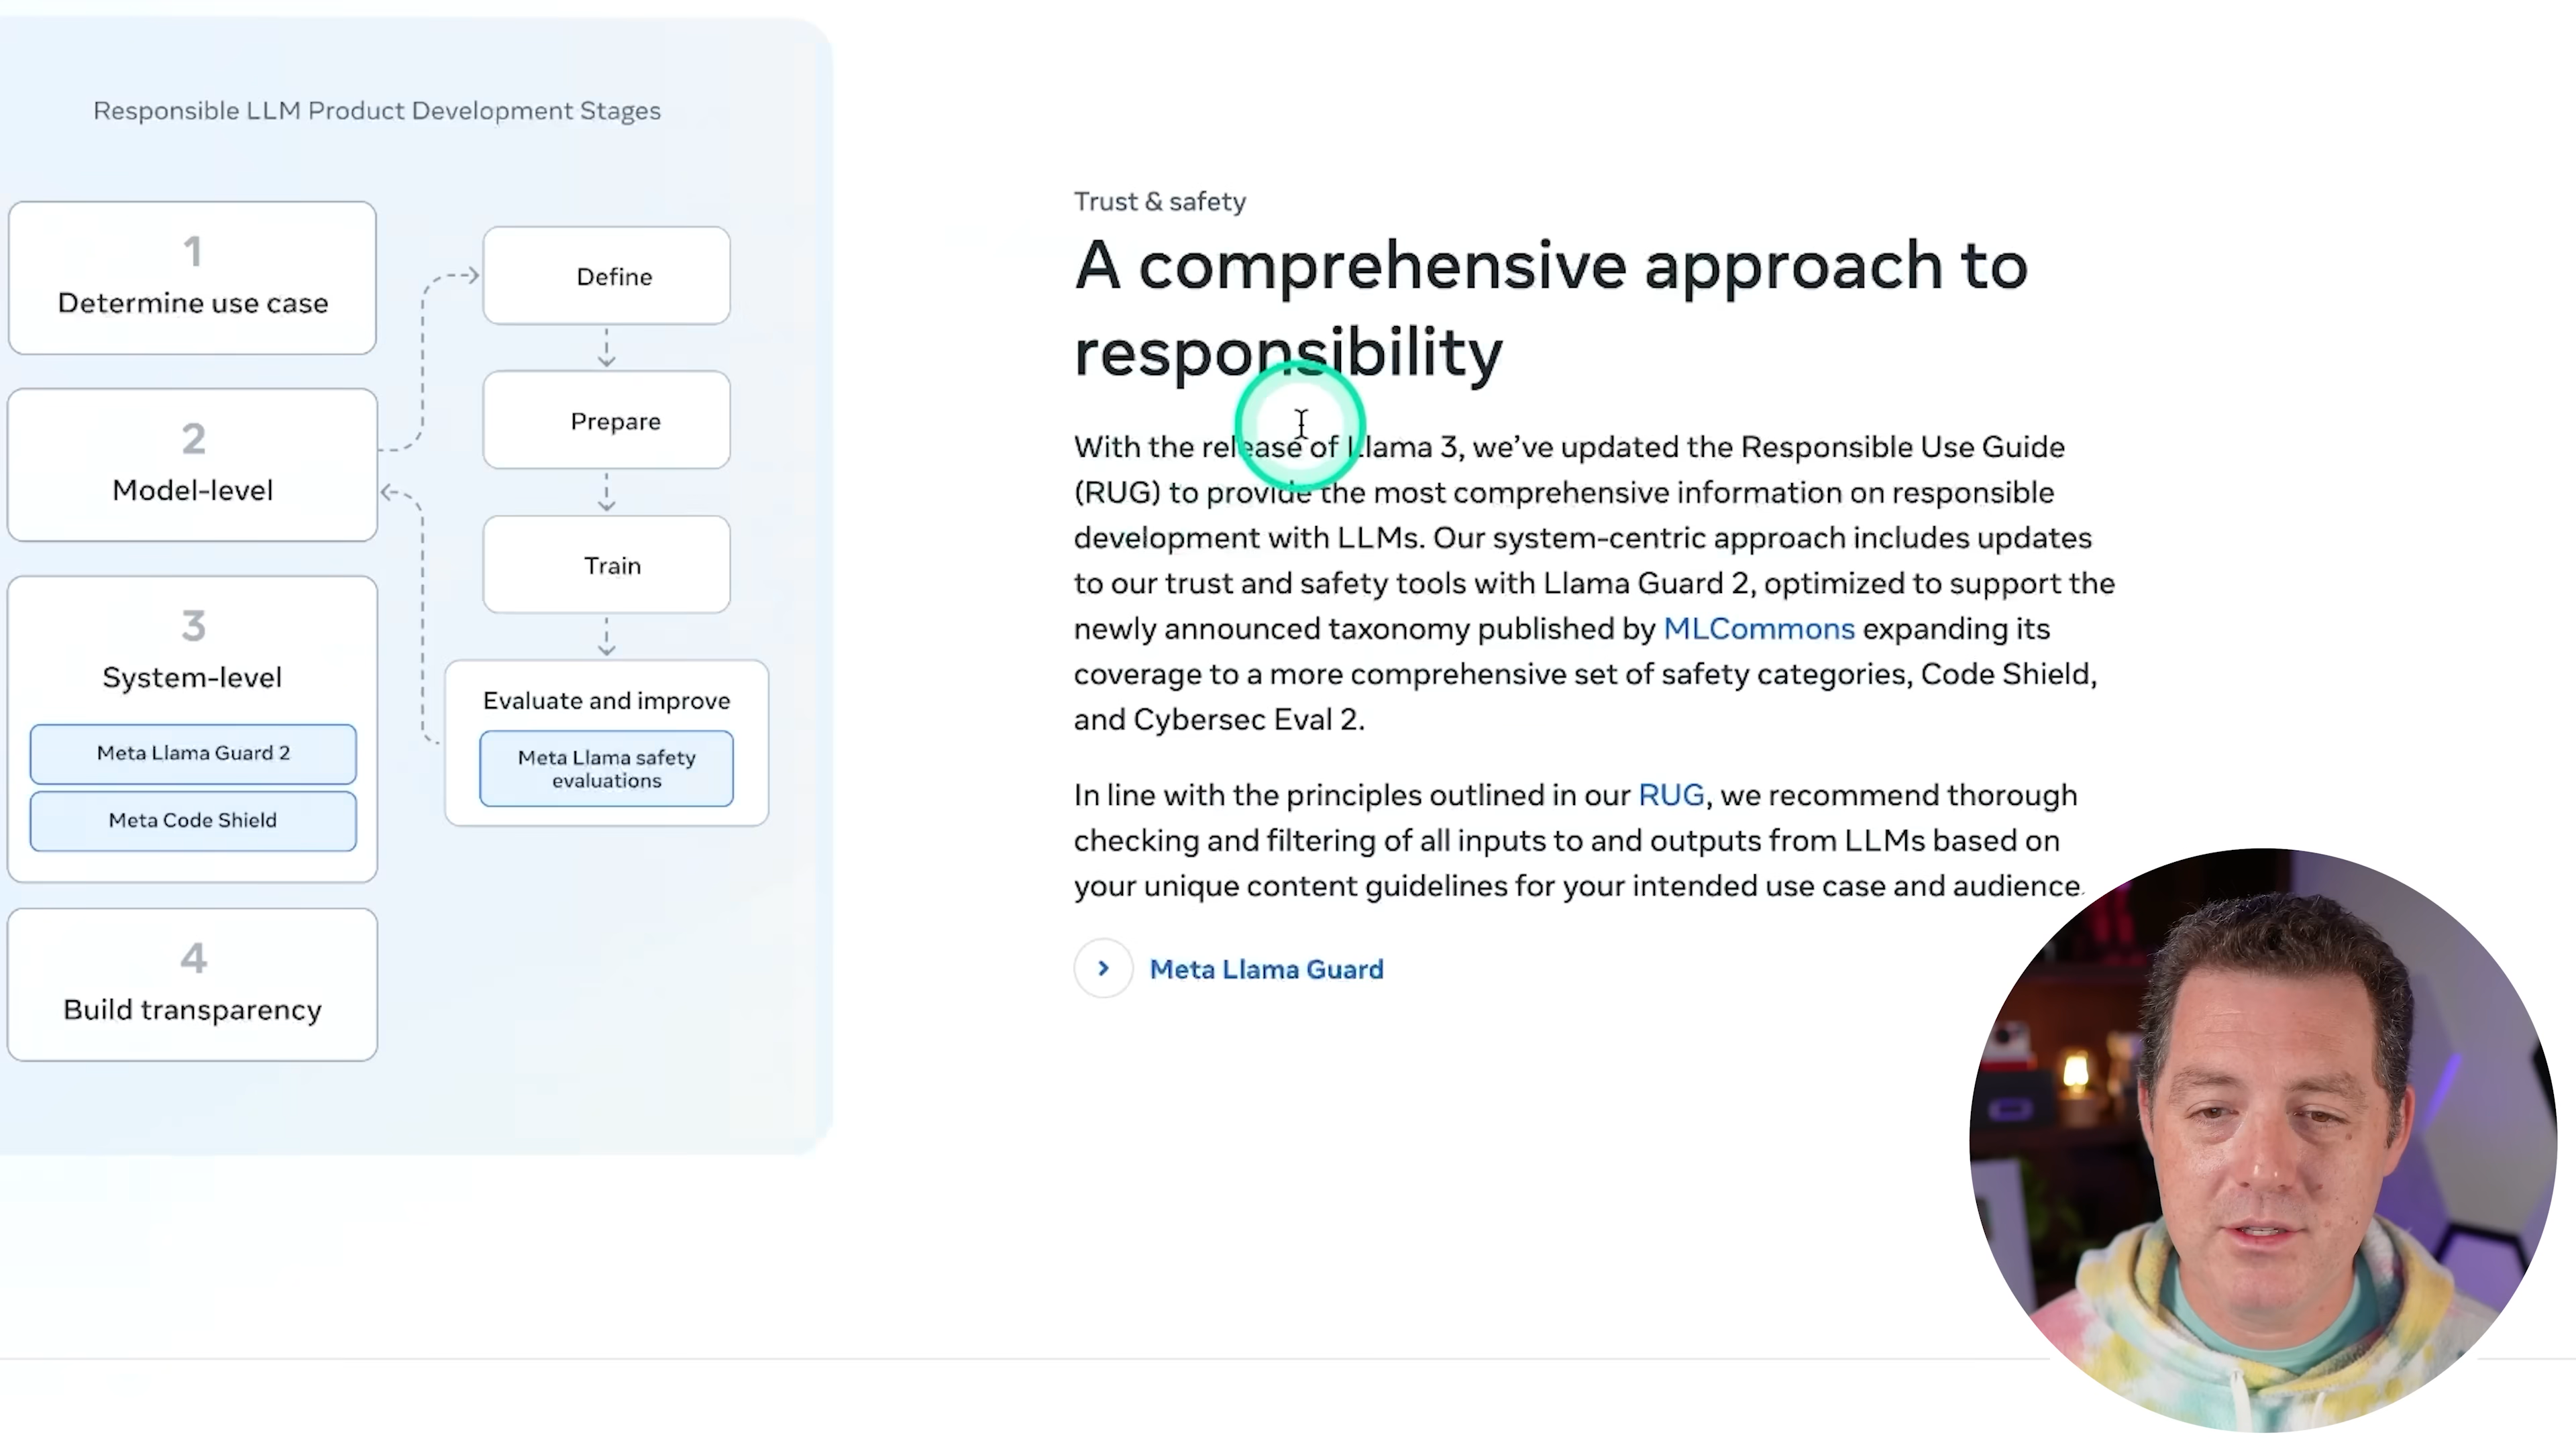 Responsible LLM Product Development Stages
1
Determine use case
2
Model-level
3
System-level
Meta Llama Guard 2
Meta Code Shield
4
Build transparency
Define
Prepare
Train
Evaluate and improve
Meta Llama safety
evaluations
Trust & safety
A comprehensive approach to
responsibility
With the release of Llama 3, we’ve updated the Responsible Use Guide
(RUG) to provide the most comprehensive information on responsible
development with LLMs. Our system-centric approach includes updates
to our trust and safety tools with Llama Guard 2, optimized to support the
newly announced taxonomy published by MLCommons expanding its
coverage to a more comprehensive set of safety categories, Code Shield,
and Cybersec Eval 2.
In line with the principles outlined in our RUG, we recommend thorough
checking and filtering of all inputs to and outputs from LLMs based on
your unique content guidelines for your intended use case and audience.
Meta Llama Guard